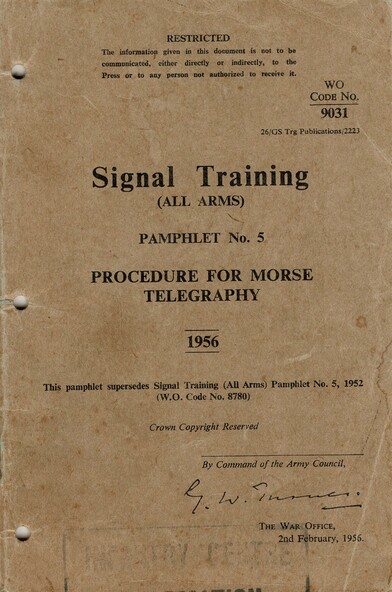 RESTRICTED
The information given in this document is not to be
communicated, either directly or indirectly, to the
Press or to any person not authorized to receive it.
WO
CODE No.
9031
26/GS Trg Publications/2223
Signal Training
(ALL ARMS)
PAMPHLET No. 5
PROCEDURE FOR MORSE
TELEGRAPHY
1956
This pamphlet supersedes Signal Training (All Arms) Pamphlet No. 5, 1952
(W.O. Code No. 8780)
Crown Copyright Reserved
By Command of the Army Council,
THE WAR OFFICE,
2nd February, 1956.